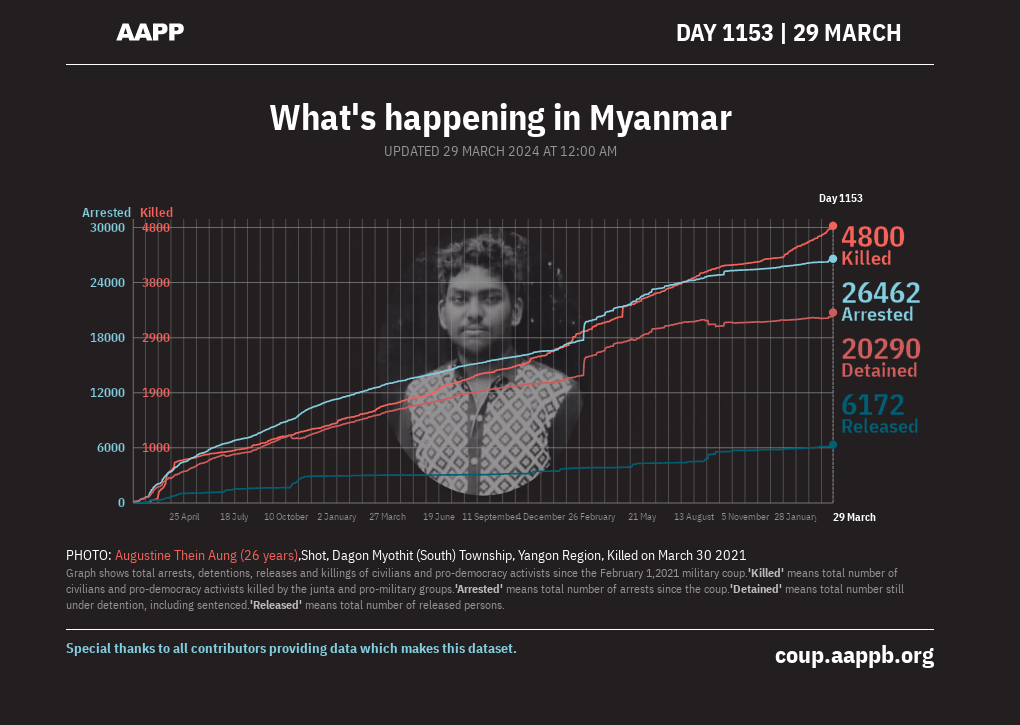 AAPP
DAY 1153 | 29 MARCH
What's happening in Myanmar
UPDATED 29 MARCH 2024 AT 12:00 AM
Day 1153
Arrested Killed
30000 4800
24000 3800
18000 2900
12000 1900
6000 1000
0
4800
Killed
26462
Arrested
20290
Detained
6172
Released
25 April 18 July 10 October 2 January 27 March 19 June 11 September 4 December 26 February 21 May 13 August 5 November 28 January 29 March
PHOTO: Augustine Thein Aung (26 years),Shot, Dagon Myothit (South) Township, Yangon Region, Killed on March 30 2021
Graph shows total arrests, detentions, releases and killings of civilians and pro-democracy activists since the February 1,2021 military coup.'Killed' means total number of
civilians and pro-democracy activists killed by the junta and pro-military groups.'Arrested' means total number of arrests since the coup.'Detained' means total number still
under detention, including sentenced.'Released' means total number of released persons.
Special thanks to all contributors providing data which makes this dataset.
coup.aappb.org